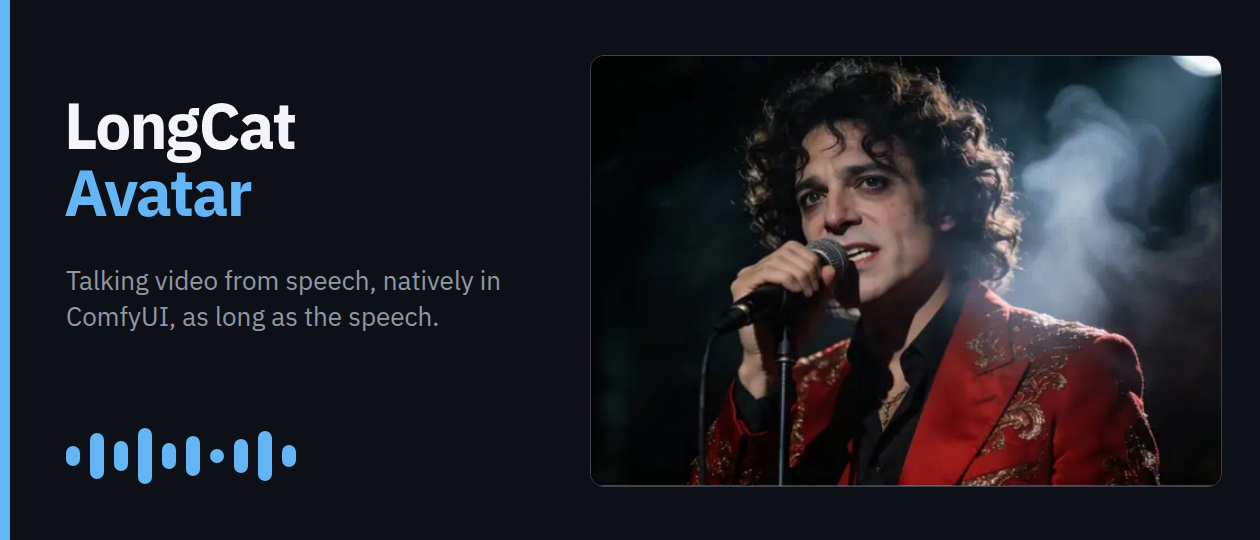 LongCat
Avatar
Talking video from speech, natively in
ComfyUI, as long as the speech.